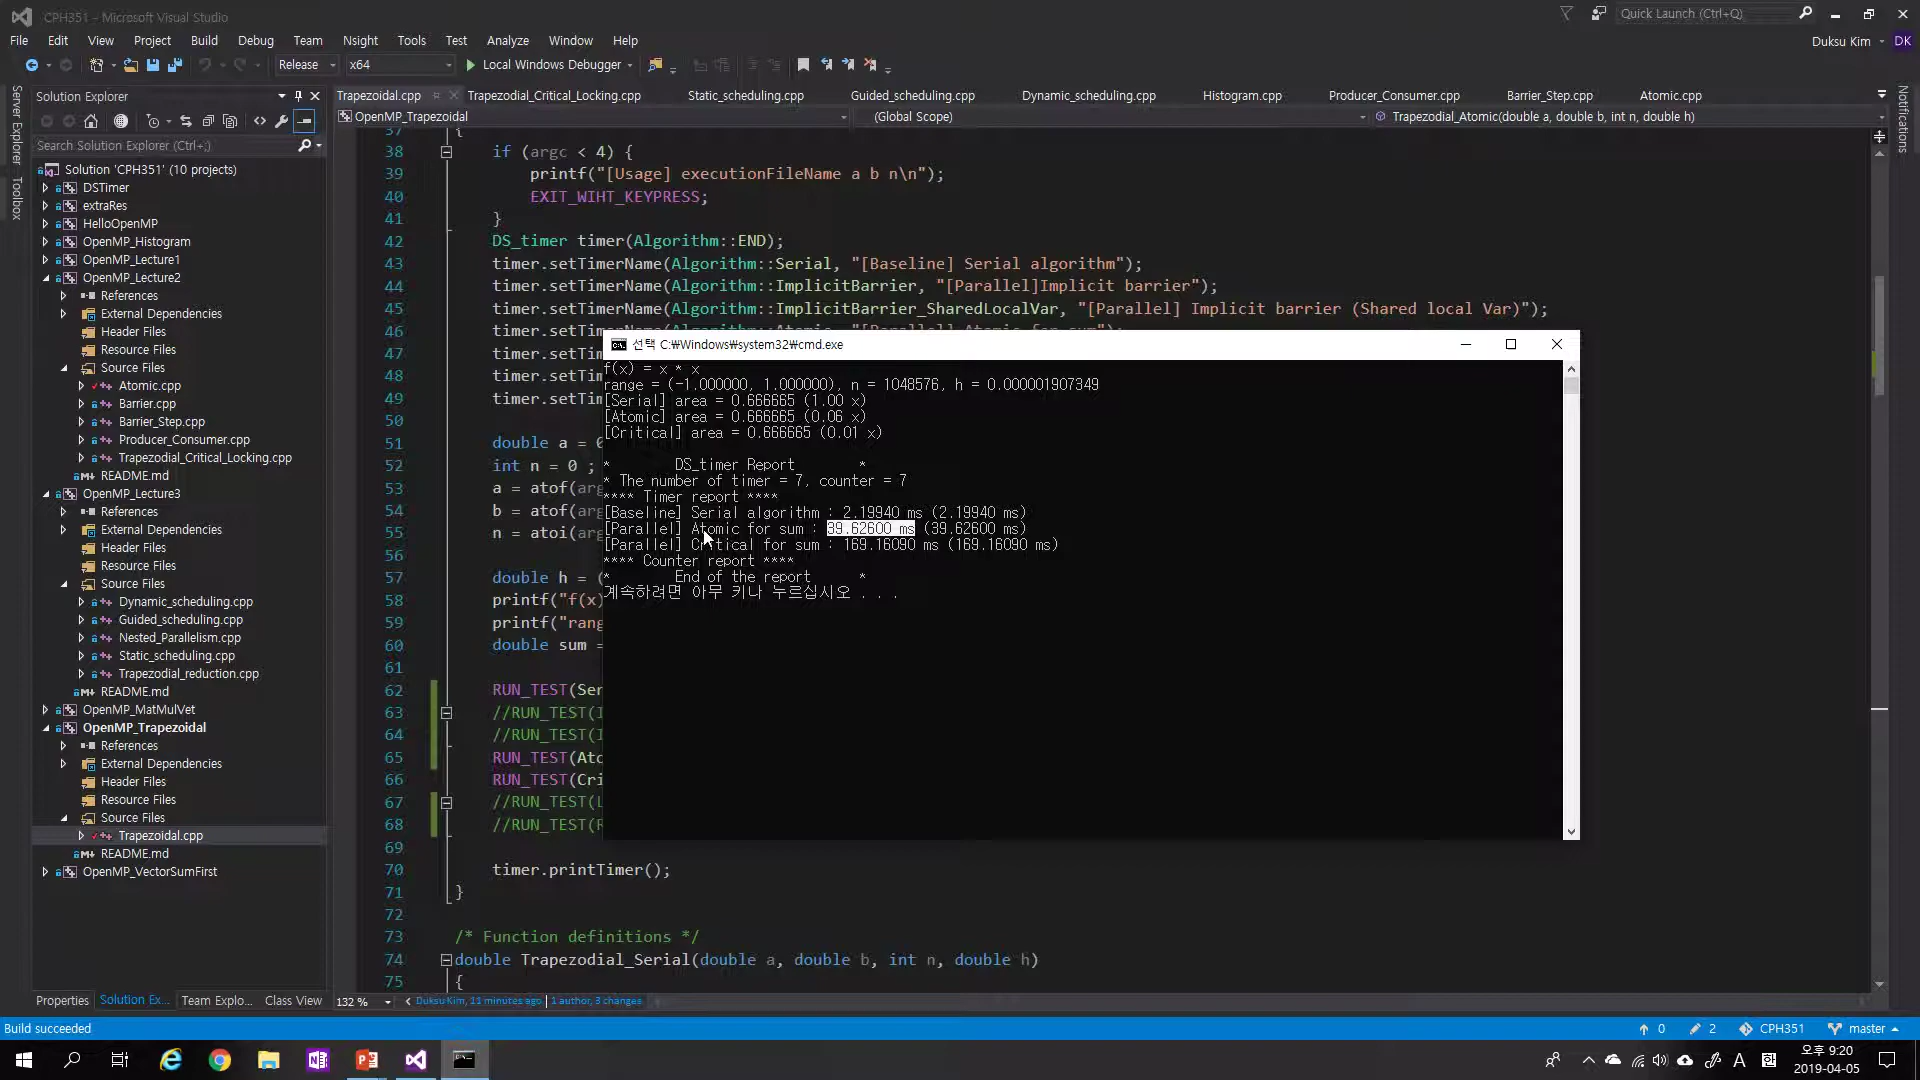 CPH351 - Microsoft Visual Studio
Quick Launch (Ctrl+Q)
File Edit View Project Build Debug Team Nsight Tools Test Analyze Window Help
Duksu Kim DK
Release x64 Local Windows Debugger
Server Explorer
Toolbox
Notifications
Solution Explorer
Search Solution Explorer (Ctrl+;)
Solution 'CPH351' (10 projects)
DSTimer
extraRes
HelloOpenMP
OpenMP_Histogram
OpenMP_Lecture1
OpenMP_Lecture2
References
External Dependencies
Header Files
Resource Files
Source Files
Atomic.cpp
Barrier.cpp
Barrier_Step.cpp
Producer_Consumer.cpp
Trapezodial_Critical_Locking.cpp
README.md
OpenMP_Lecture3
References
External Dependencies
Header Files
Resource Files
Source Files
Dynamic_scheduling.cpp
Guided_scheduling.cpp
Nested_Parallelism.cpp
Static_scheduling.cpp
Trapezodial_reduction.cpp
README.md
OpenMP_MatMulVet
OpenMP_Trapezoidal
References
External Dependencies
Header Files
Resource Files
Source Files
Trapezoidal.cpp
README.md
OpenMP_VectorSumFirst
Properties Solution Ex... Team Explo... Class View
Trapezoidal.cpp Trapezodial_Critical_Locking.cpp Static_scheduling.cpp Guided_scheduling.cpp Dynamic_scheduling.cpp Histogram.cpp Producer_Consumer.cpp Barrier_Step.cpp Atomic.cpp
OpenMP_Trapezoidal (Global Scope) Trapezodial_Atomic(double a, double b, int n, double h)
37 {
38 if (argc < 4) {
39 printf("[Usage] executionFileName a b n\n");
40 EXIT_WIHT_KEYPRESS;
41 }
42 DS_timer timer(Algorithm::END);
43 timer.setTimerName(Algorithm::Serial, "[Baseline] Serial algorithm");
44 timer.setTimerName(Algorithm::ImplicitBarrier, "[Parallel]Implicit barrier");
45 timer.setTimerName(Algorithm::ImplicitBarrier_SharedLocalVar, "[Parallel] Implicit barrier (Shared local Var)");
46 timer.setTimerName(Algorithm::Atomic, "[Parallel] Atomic for sum");
47 timer.setTim
48 timer.setTim
49 timer.setTim
50
51 double a = 0
52 int n = 0 ;
53 a = atof(arg
54 b = atof(arg
55 n = atoi(arg
56
57 double h = (
58 printf("f(x)
59 printf("rang
60 double sum =
61
62 RUN_TEST(Ser
63 //RUN_TEST(I
64 //RUN_TEST(I
65 RUN_TEST(Ato
66 RUN_TEST(Cri
67 //RUN_TEST(L
68 //RUN_TEST(R
69
70 timer.printTimer();
71 }
72
73 /* Function definitions */
74 double Trapezodial_Serial(double a, double b, int n, double h)
75 {
132 % Duksu Kim, 11 minutes ago | 1 author, 3 changes
선택 C:₩Windows₩system32₩cmd.exe
f(x) = x * x
range = (-1.000000, 1.000000), n = 1048576, h = 0.000001907349
[Serial] area = 0.666665 (1.00 x)
[Atomic] area = 0.666665 (0.06 x)
[Critical] area = 0.666665 (0.01 x)
* DS_timer Report *
* The number of timer = 7, counter = 7
**** Timer report ****
[Baseline] Serial algorithm : 2.19940 ms (2.19940 ms)
[Parallel] Atomic for sum : 39.62600 ms (39.62600 ms)
[Parallel] Critical for sum : 169.16090 ms (169.16090 ms)
**** Counter report ****
* End of the report *
계속하려면 아무 키나 누르십시오 . . .
Build succeeded
0 2 CPH351 master
A 한
오후 9:20
2019-04-05